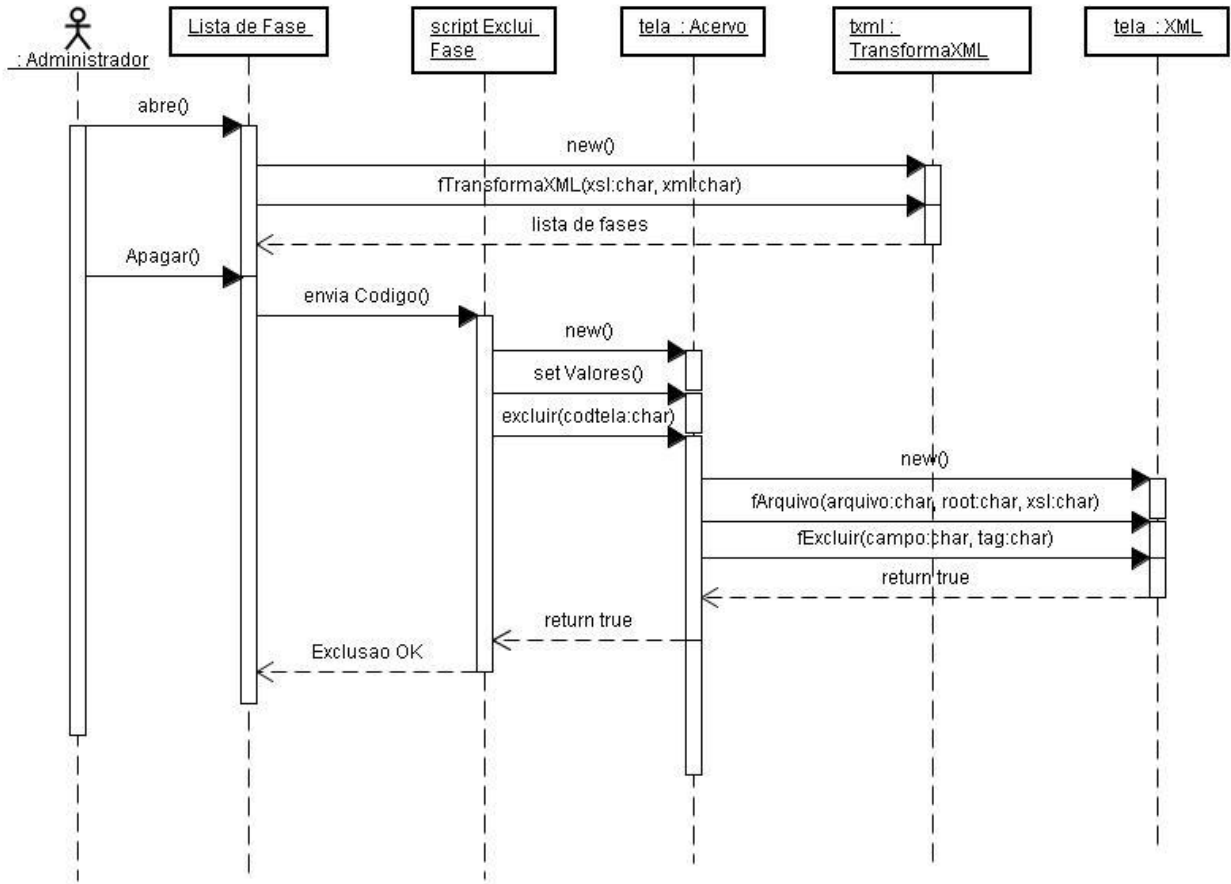 : Administrador
Lista de Fase
script Exclui
Fase
tela : Acervo
txml :
TransformaXML
tela : XML
abre()
new()
fTransformaXML(xsl:char, xml:char)
lista de fases
Apagar()
envia Codigo()
new()
set Valores()
excluir(codtela:char)
new()
fArquivo(arquivo:char, root:char, xsl:char)
fExcluir(campo:char, tag:char)
return true
return true
Exclusao OK